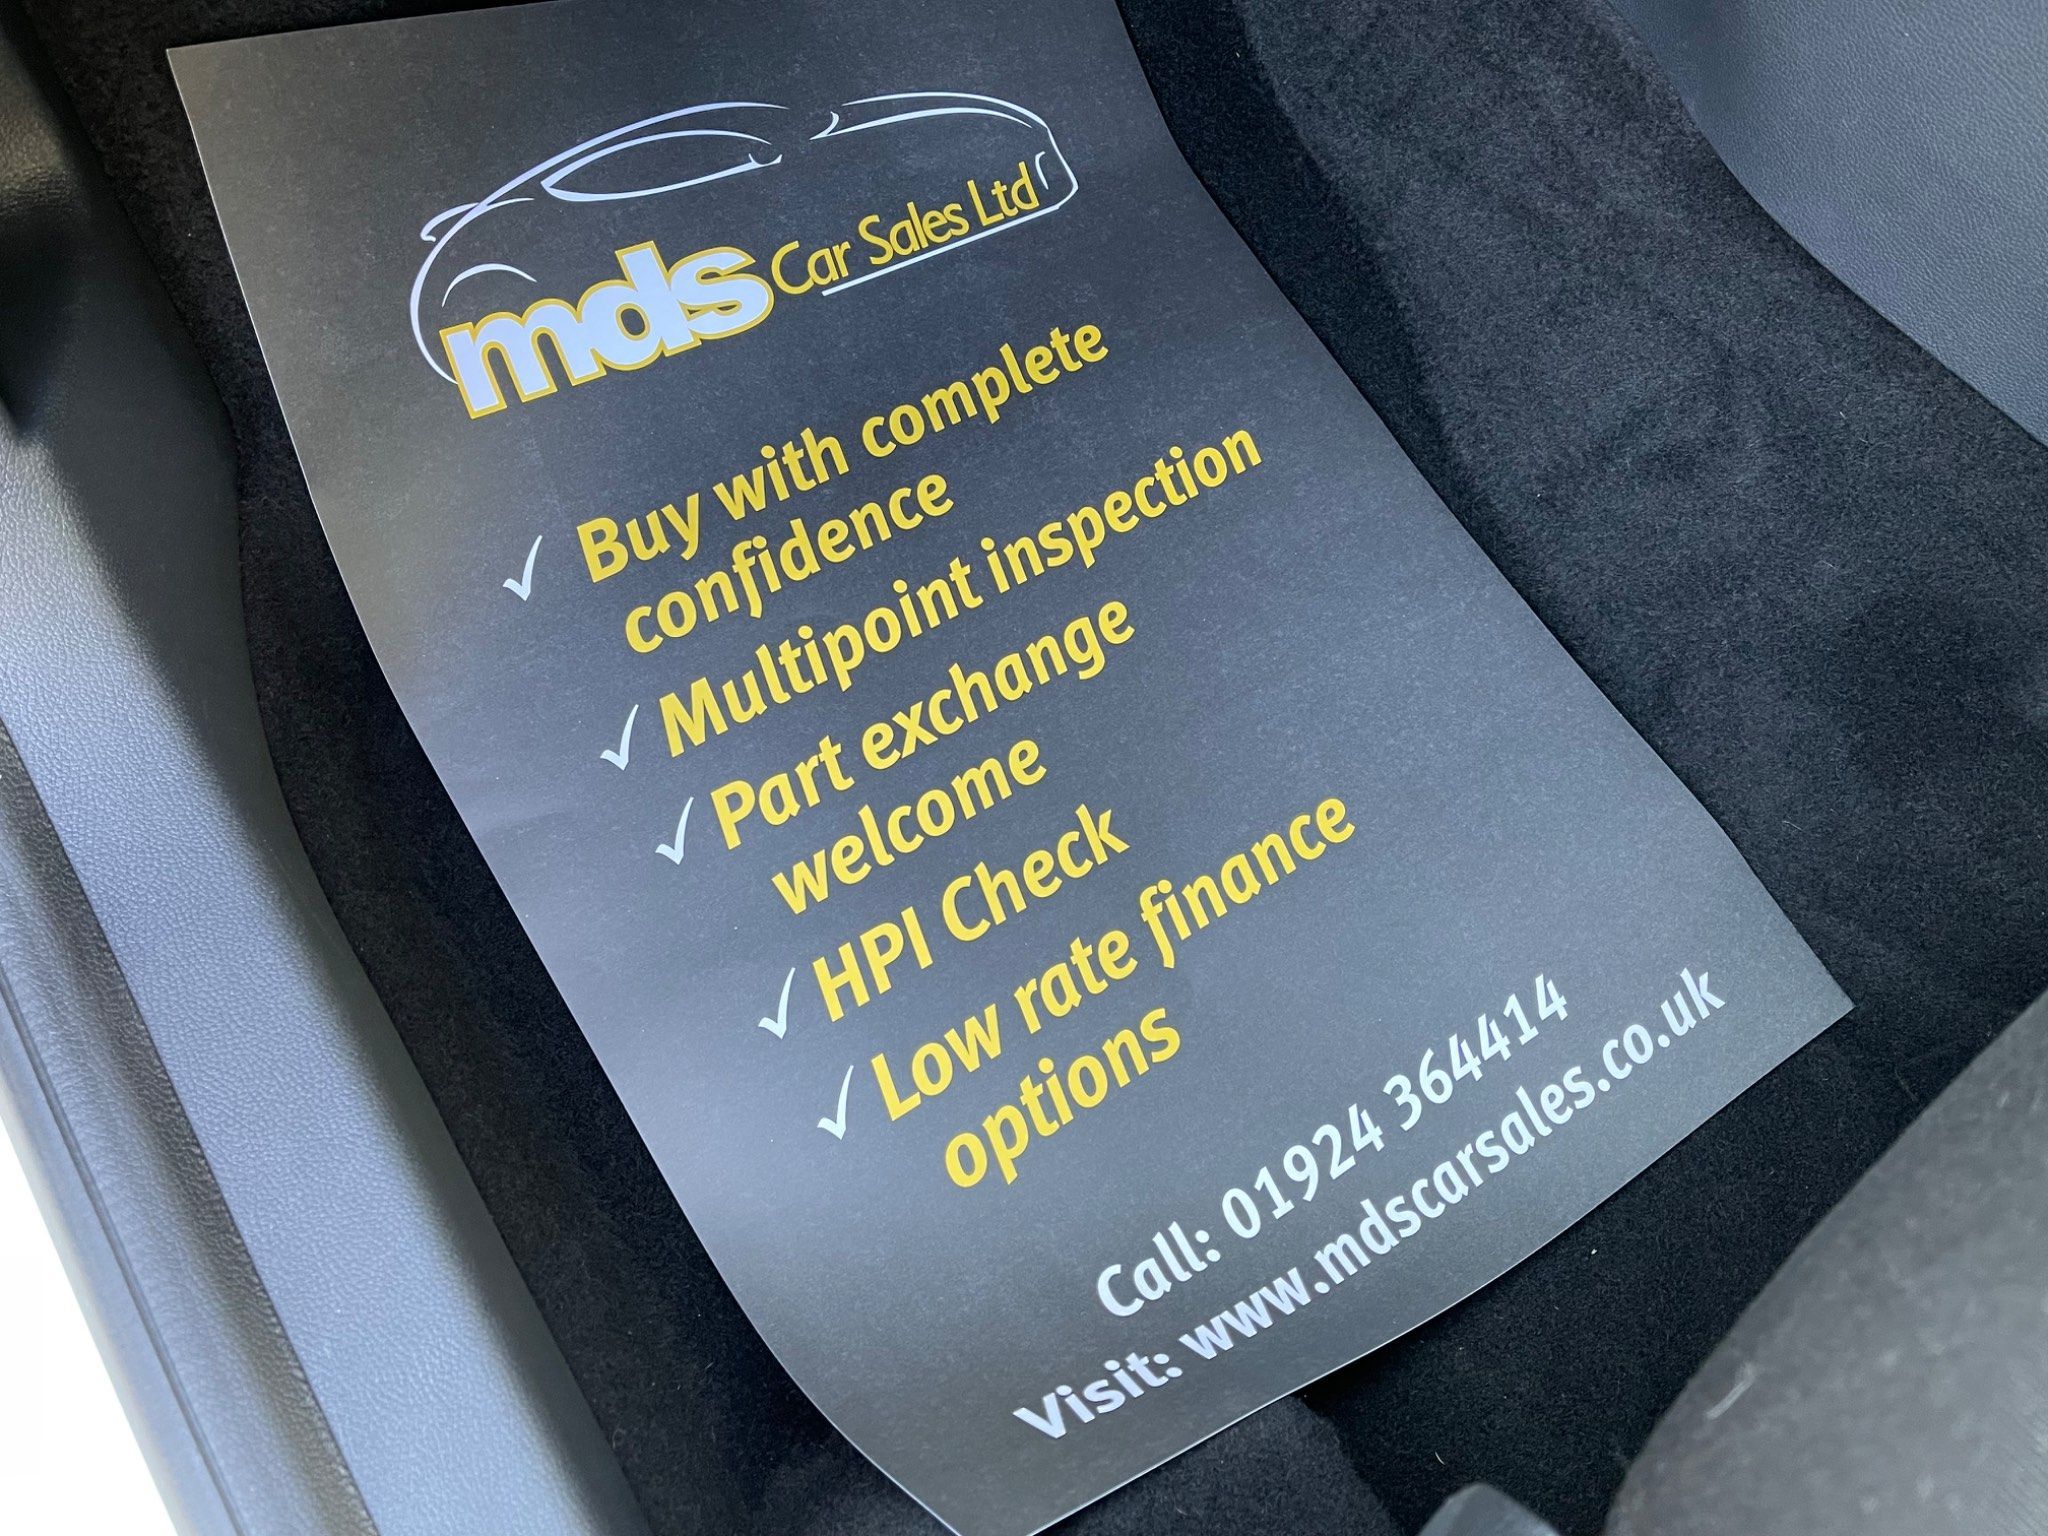 mds Car Sales Ltd
✓ Buy with complete
confidence
✓ Multipoint inspection
✓ Part exchange
welcome
✓ HPI Check
✓ Low rate finance
options
Call: 01924 364414
Visit: www.mdscarsales.co.uk